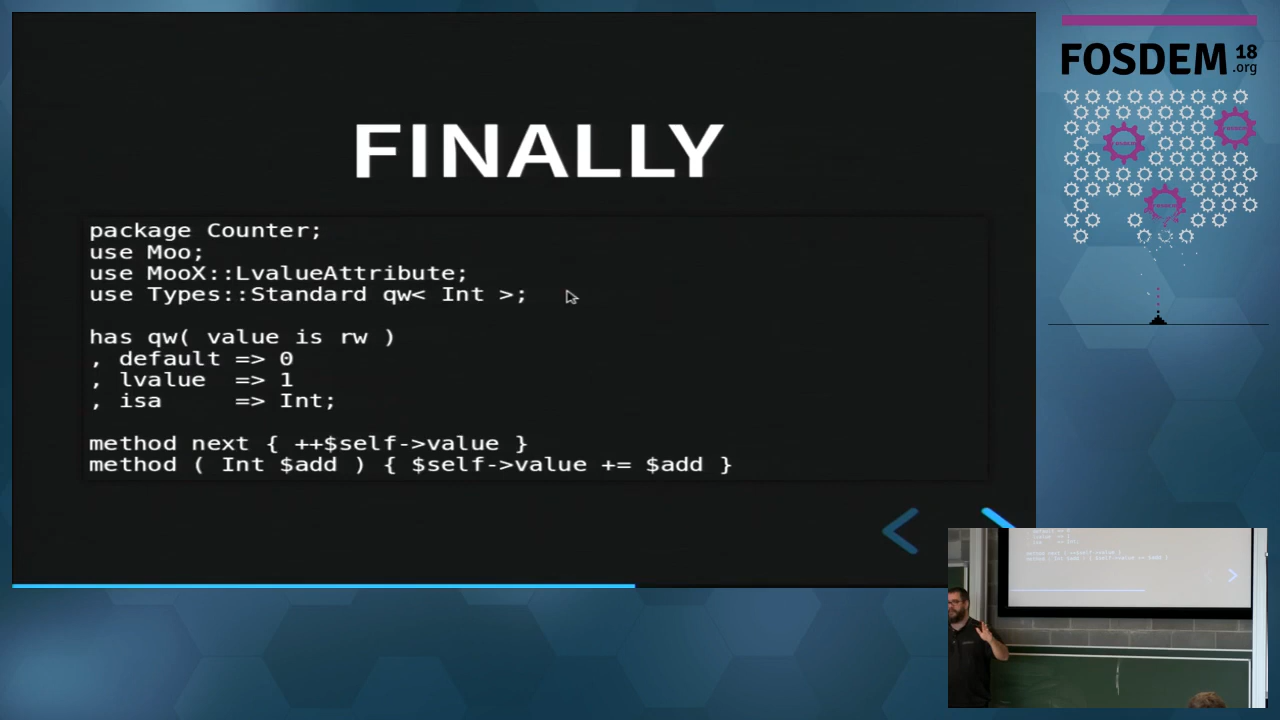 FINALLY
package Counter;
use Moo;
use MooX::LvalueAttribute;
use Types::Standard qw< Int >;
has qw( value is rw )
, default => 0
, lvalue  => 1
, isa     => Int;
method next { ++$self->value }
method ( Int $add ) { $self->value += $add }
FOSDEM 18
.org